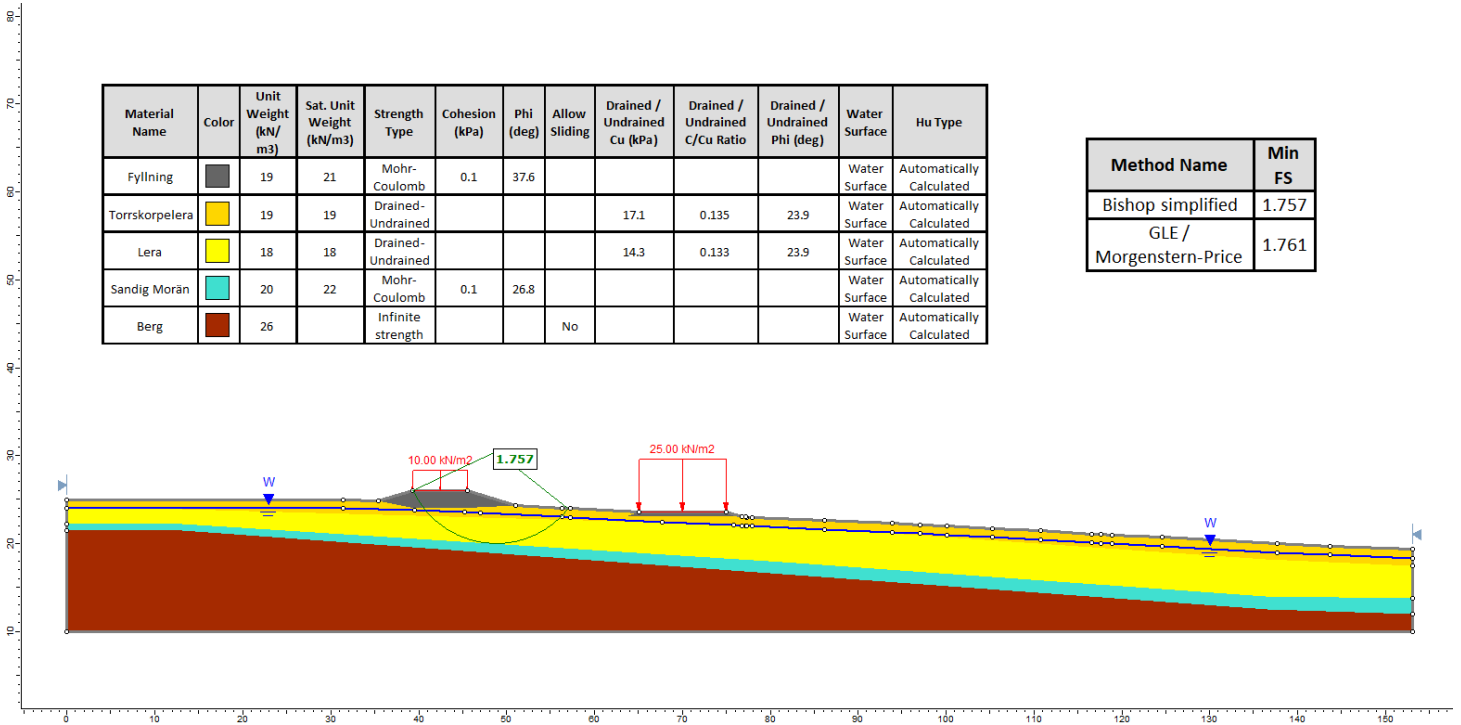 Material Name | Color | Unit Weight (kN/m3) | Sat. Unit Weight (kN/m3) | Strength Type | Cohesion (kPa) | Phi (deg) | Allow Sliding | Drained / Undrained Cu (kPa) | Drained / Undrained C/Cu Ratio | Drained / Undrained Phi (deg) | Water Surface | Hu Type
Fyllning | | 19 | 21 | Mohr-Coulomb | 0.1 | 37.6 | | | | | Water Surface | Automatically Calculated
Torrskorpelera | | 19 | 19 | Drained-Undrained | | | | 17.1 | 0.135 | 23.9 | Water Surface | Automatically Calculated
Lera | | 18 | 18 | Drained-Undrained | | | | 14.3 | 0.133 | 23.9 | Water Surface | Automatically Calculated
Sandig Morän | | 20 | 22 | Mohr-Coulomb | 0.1 | 26.8 | | | | | Water Surface | Automatically Calculated
Berg | | 26 | | Infinite strength | | | No | | | | Water Surface | Automatically Calculated
Method Name | Min FS
Bishop simplified | 1.757
GLE / Morgenstern-Price | 1.761
10.00 kN/m2
1.757
25.00 kN/m2
W
W
80
70
60
50
40
30
20
10
0 10 20 30 40 50 60 70 80 90 100 110 120 130 140 150